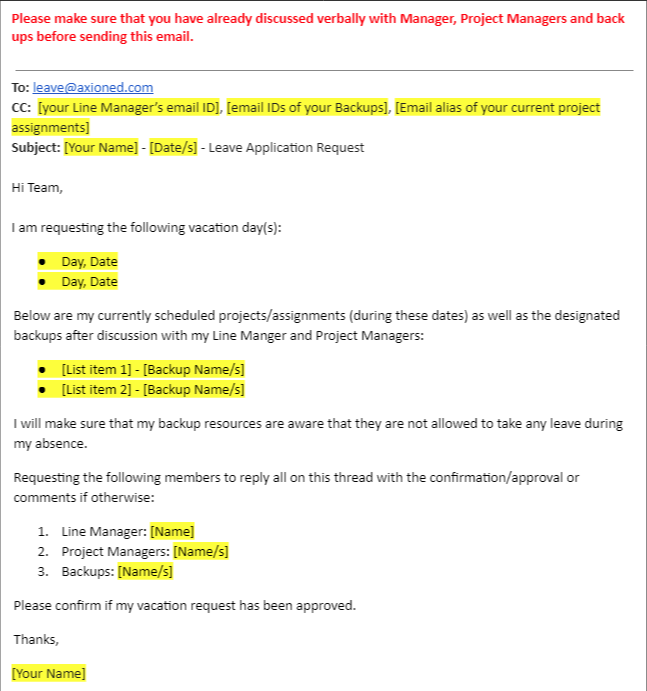 Please make sure that you have already discussed verbally with Manager, Project Managers and back
ups before sending this email.
To: leave@axioned.com
CC: [your Line Manager's email ID], [email IDs of your Backups], [Email alias of your current project
assignments]
Subject: [Your Name] - [Date/s] - Leave Application Request
Hi Team,
I am requesting the following vacation day(s):
● Day, Date
● Day, Date
Below are my currently scheduled projects/assignments (during these dates) as well as the designated
backups after discussion with my Line Manger and Project Managers:
● [List item 1] - [Backup Name/s]
● [List item 2] - [Backup Name/s]
I will make sure that my backup resources are aware that they are not allowed to take any leave during
my absence.
Requesting the following members to reply all on this thread with the confirmation/approval or
comments if otherwise:
1. Line Manager: [Name]
2. Project Managers: [Name/s]
3. Backups: [Name/s]
Please confirm if my vacation request has been approved.
Thanks,
[Your Name]